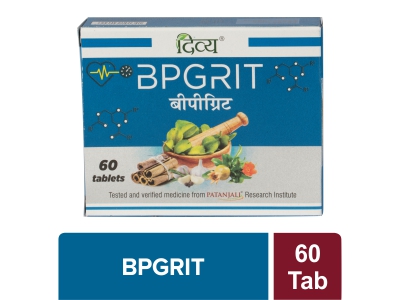 दिव्य®
BPGRIT
बीपीग्रिट
60
tablets
Tested and verified medicine from PATANJALI® Research Institute
BPGRIT
60
Tab